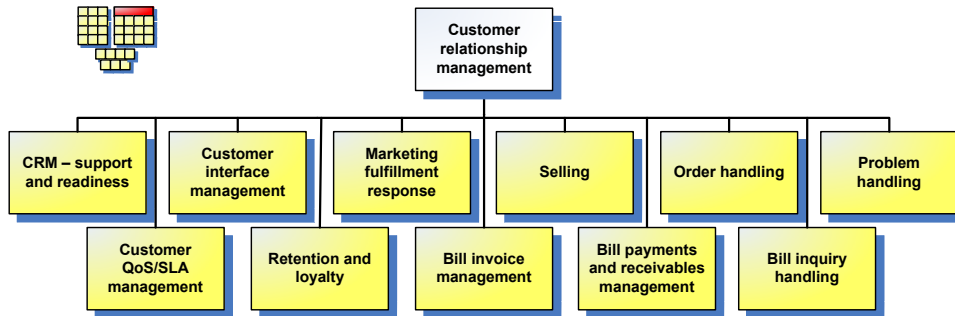 Customer
relationship
management
CRM – support
and readiness
Customer
interface
management
Marketing
fulfillment
response
Selling
Order handling
Problem
handling
Customer
QoS/SLA
management
Retention and
loyalty
Bill invoice
management
Bill payments
and receivables
management
Bill inquiry
handling